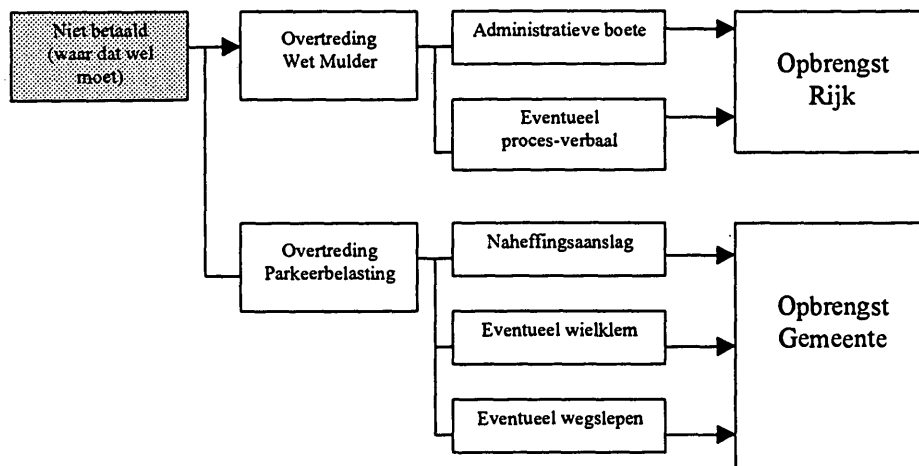 Niet betaald
(waar dat wel
moet)
Overtreding
Wet Mulder
Administratieve boete
Eventueel
proces-verbaal
Opbrengst
Rijk
Overtreding
Parkeerbelasting
Naheffingsaanslag
Eventueel wielklem
Eventueel wegslepen
Opbrengst
Gemeente